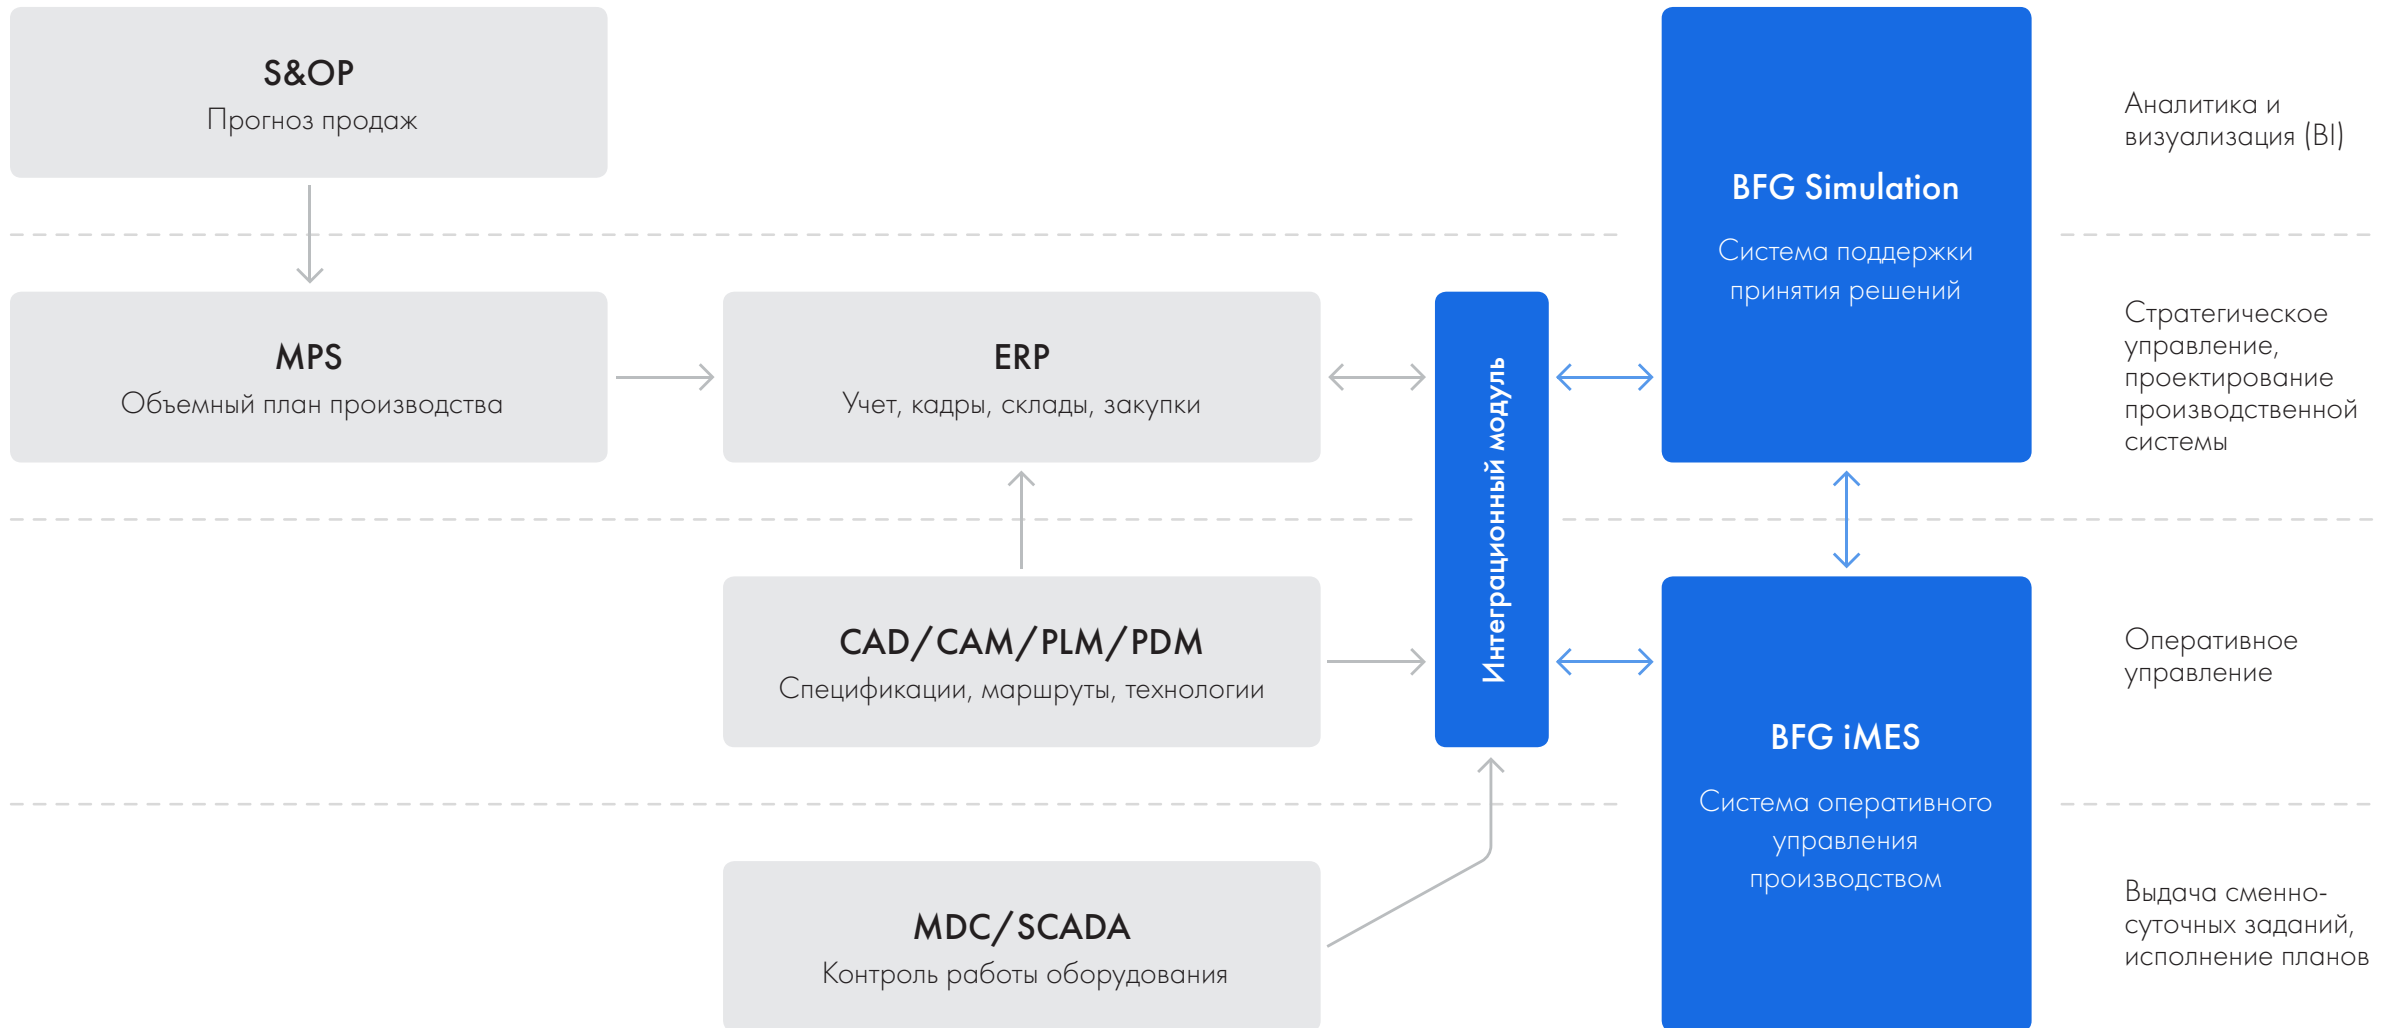 S&OP
Прогноз продаж
BFG Simulation
Система поддержки
принятия решений
Аналитика и
визуализация (BI)
MPS
Объемный план производства
ERP
Учет, кадры, склады, закупки
Интеграционный модуль
Стратегическое
управление,
проектирование
производственной
системы
CAD/CAM/PLM/PDM
Спецификации, маршруты, технологии
BFG iMES
Система оперативного
управления
производством
Оперативное
управление
MDC/SCADA
Контроль работы оборудования
Выдача сменно-
суточных заданий,
исполнение планов